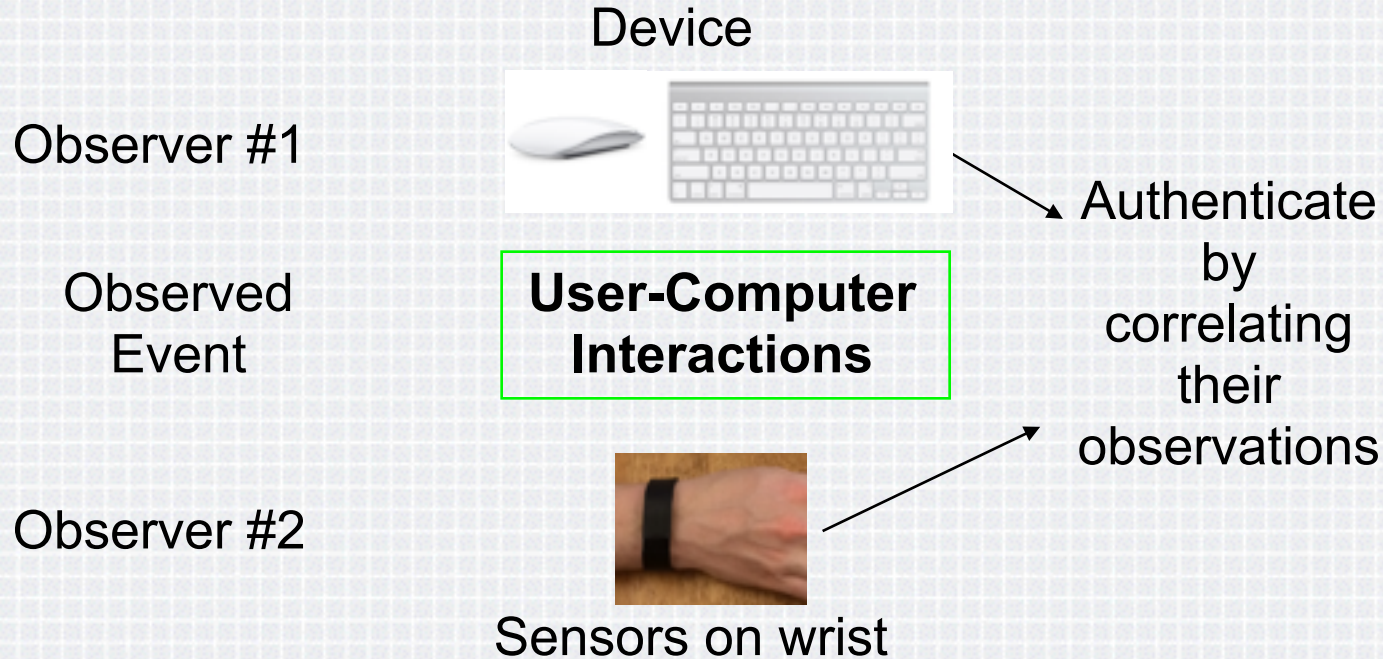 Device
Observer #1
Observed
Event
User-Computer
Interactions
Observer #2
Sensors on wrist
Authenticate
by
correlating
their
observations